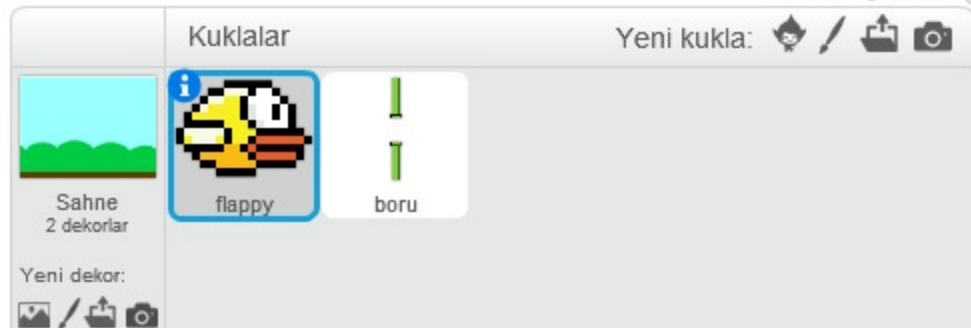 Kuklalar
Yeni kukla:
Sahne
2 dekorlar
flappy
boru
Yeni dekor: